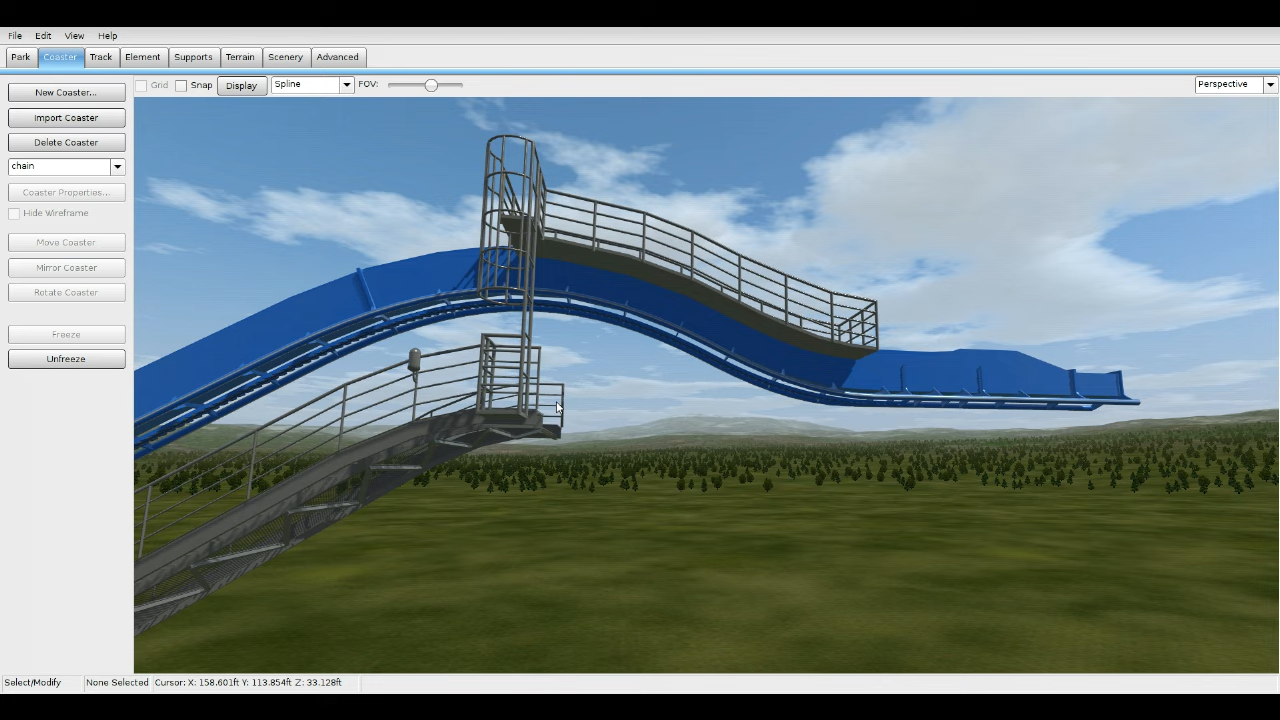 File Edit View Help
Park Coaster Track Element Supports Terrain Scenery Advanced
Grid Snap Display Spline FOV: Perspective
New Coaster...
Import Coaster
Delete Coaster
chain
Coaster Properties...
Hide Wireframe
Move Coaster
Mirror Coaster
Rotate Coaster
Freeze
Unfreeze
Select/Modify None Selected Cursor: X: 158.601ft Y: 113.854ft Z: 33.128ft